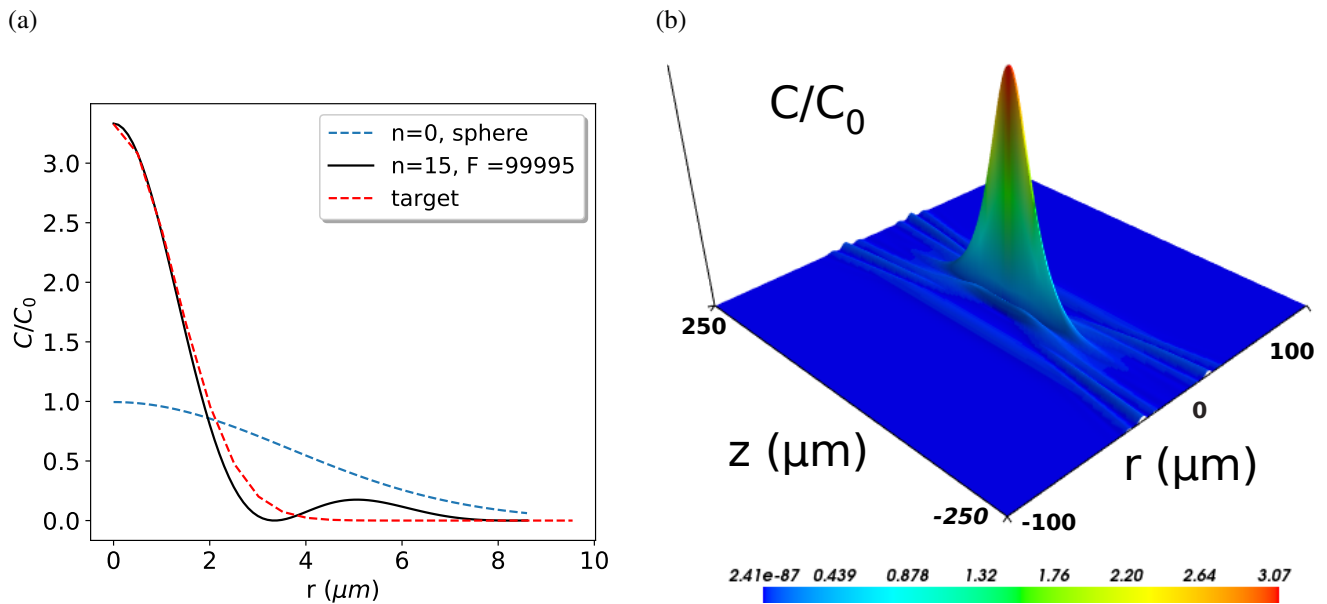 (a)
(b)
3.0
2.5
2.0
1.5
1.0
0.5
0.0
C/C0
0 2 4 6 8 10
r (μm)
n=0, sphere
n=15, F =99995
target
C/C0
250
z (μm)
-250
-100
r (μm)
0
100
2.41e-87 0.439 0.878 1.32 1.76 2.20 2.64 3.07